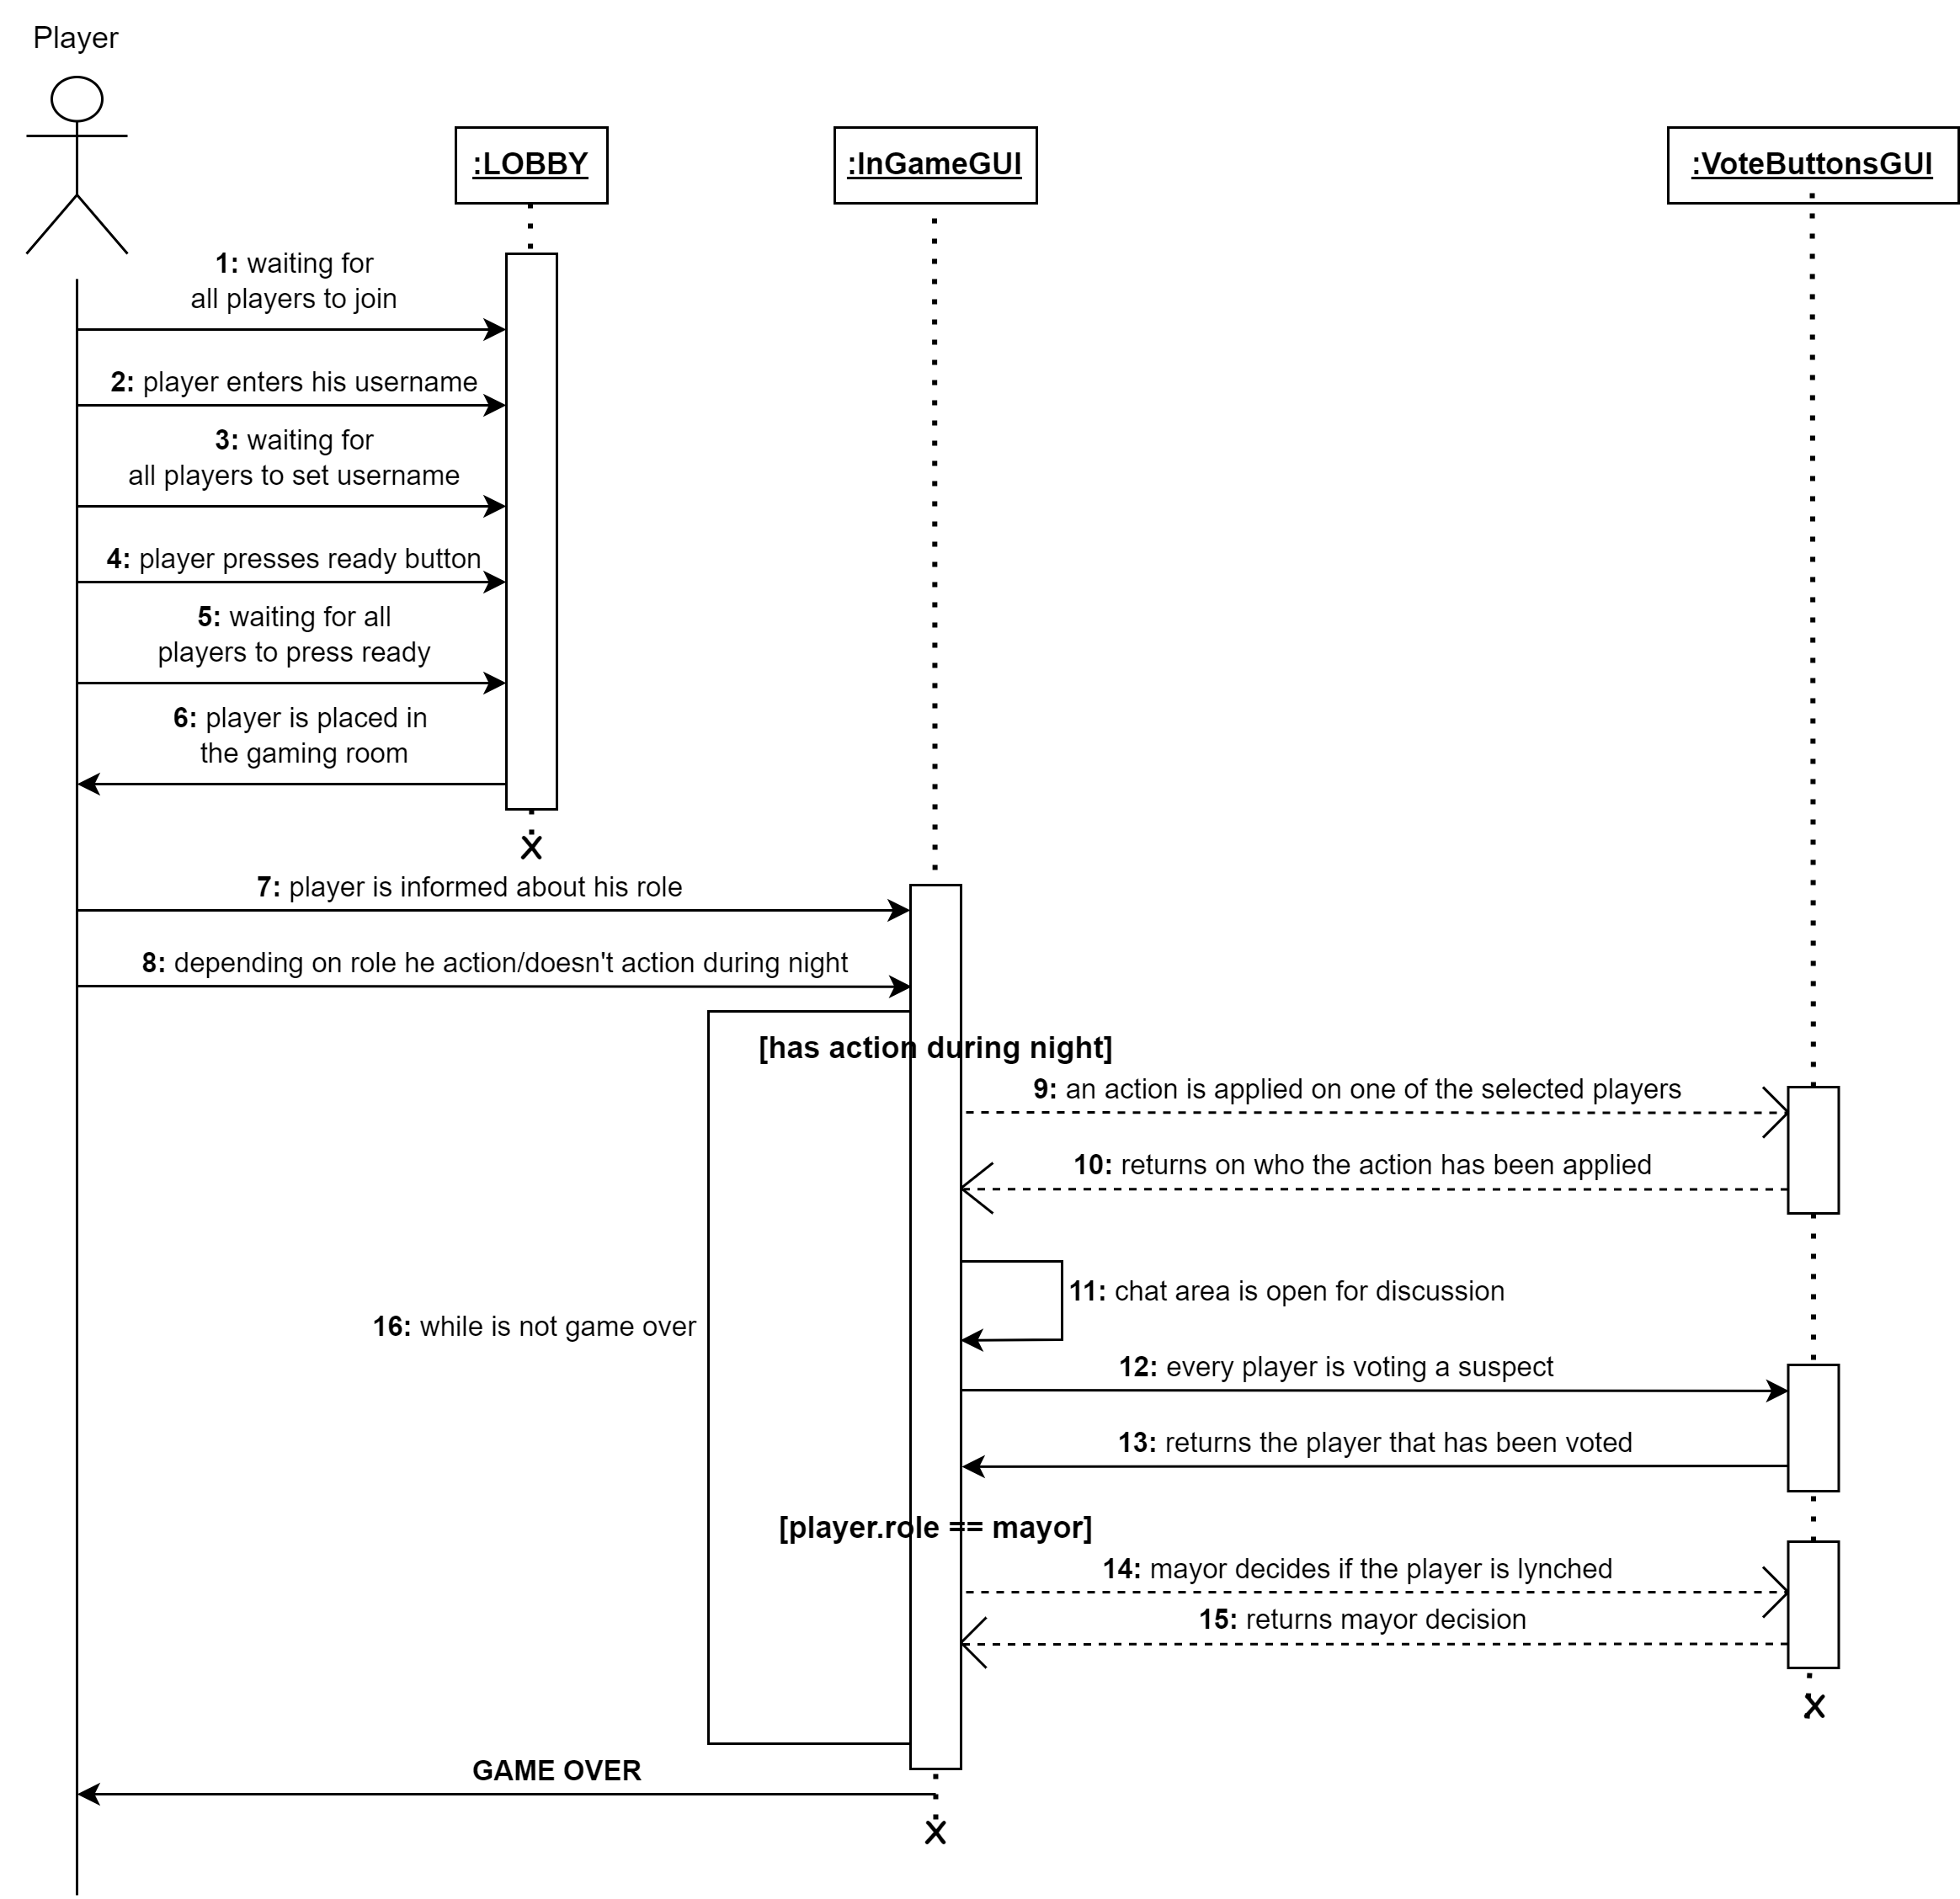 Player
:LOBBY
:InGameGUI
:VoteButtonsGUI
1: waiting for
all players to join
2: player enters his username
3: waiting for
all players to set username
4: player presses ready button
5: waiting for all
players to press ready
6: player is placed in
the gaming room
X
7: player is informed about his role
8: depending on role he action/doesn't action during night
[has action during night]
9: an action is applied on one of the selected players
10: returns on who the action has been applied
11: chat area is open for discussion
16: while is not game over
12: every player is voting a suspect
13: returns the player that has been voted
[player.role == mayor]
14: mayor decides if the player is lynched
15: returns mayor decision
X
GAME OVER
X